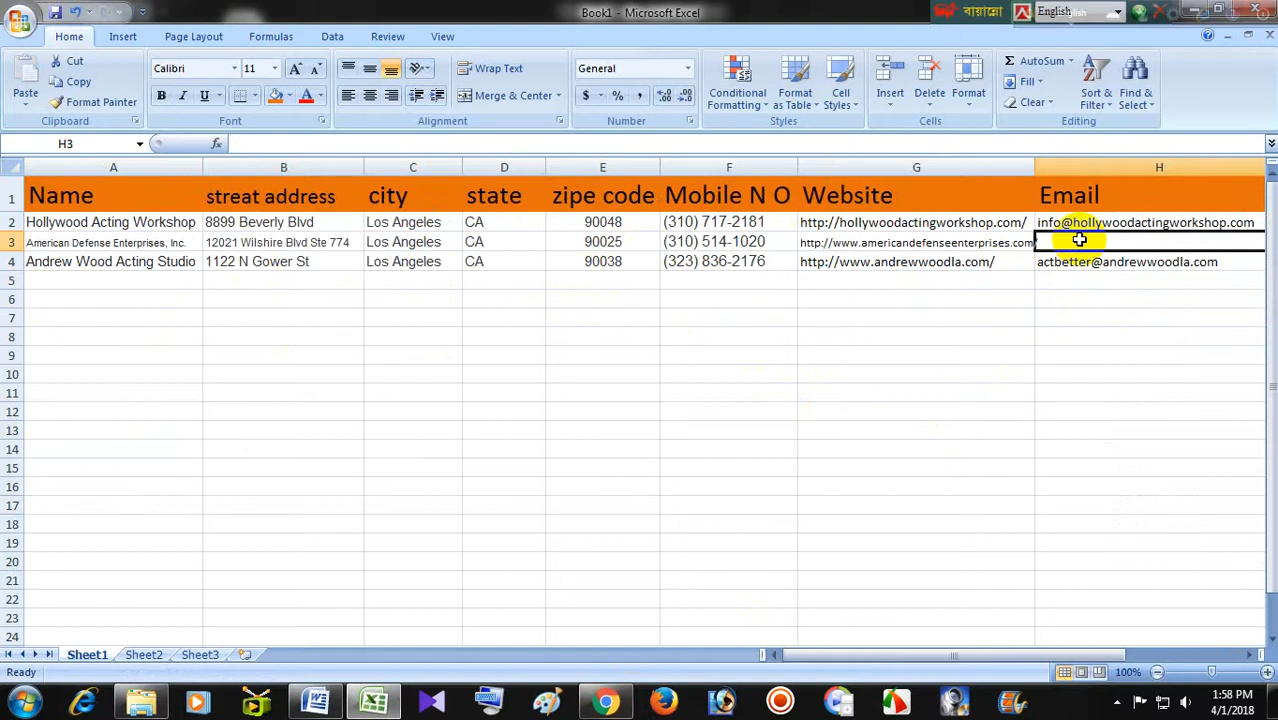 Book1 - Microsoft Excel
বায়ান্নো
English
Home Insert Page Layout Formulas Data Review View
Paste
Cut
Copy
Format Painter
Clipboard
Calibri 11
B I U
Font
Wrap Text
Merge & Center
Alignment
General
$ % ,
Number
Conditional Formatting
Format as Table
Cell Styles
Styles
Insert
Delete
Format
Cells
AutoSum
Fill
Clear
Sort & Filter
Find & Select
Editing
H3 fx
A B C D E F G H
1 Name streat address city state zipe code Mobile N O Website Email
2 Hollywood Acting Workshop 8899 Beverly Blvd Los Angeles CA 90048 (310) 717-2181 http://hollywoodactingworkshop.com/ info@hollywoodactingworkshop.com
3 American Defense Enterprises, Inc. 12021 Wilshire Blvd Ste 774 Los Angeles CA 90025 (310) 514-1020 http://www.americandefenseenterprises.com/
4 Andrew Wood Acting Studio 1122 N Gower St Los Angeles CA 90038 (323) 836-2176 http://www.andrewwoodla.com/ actbetter@andrewwoodla.com
5
6
7
8
9
10
11
12
13
14
15
16
17
18
19
20
21
22
23
24
Sheet1 Sheet2 Sheet3
Ready 100%
1:58 PM
4/1/2018